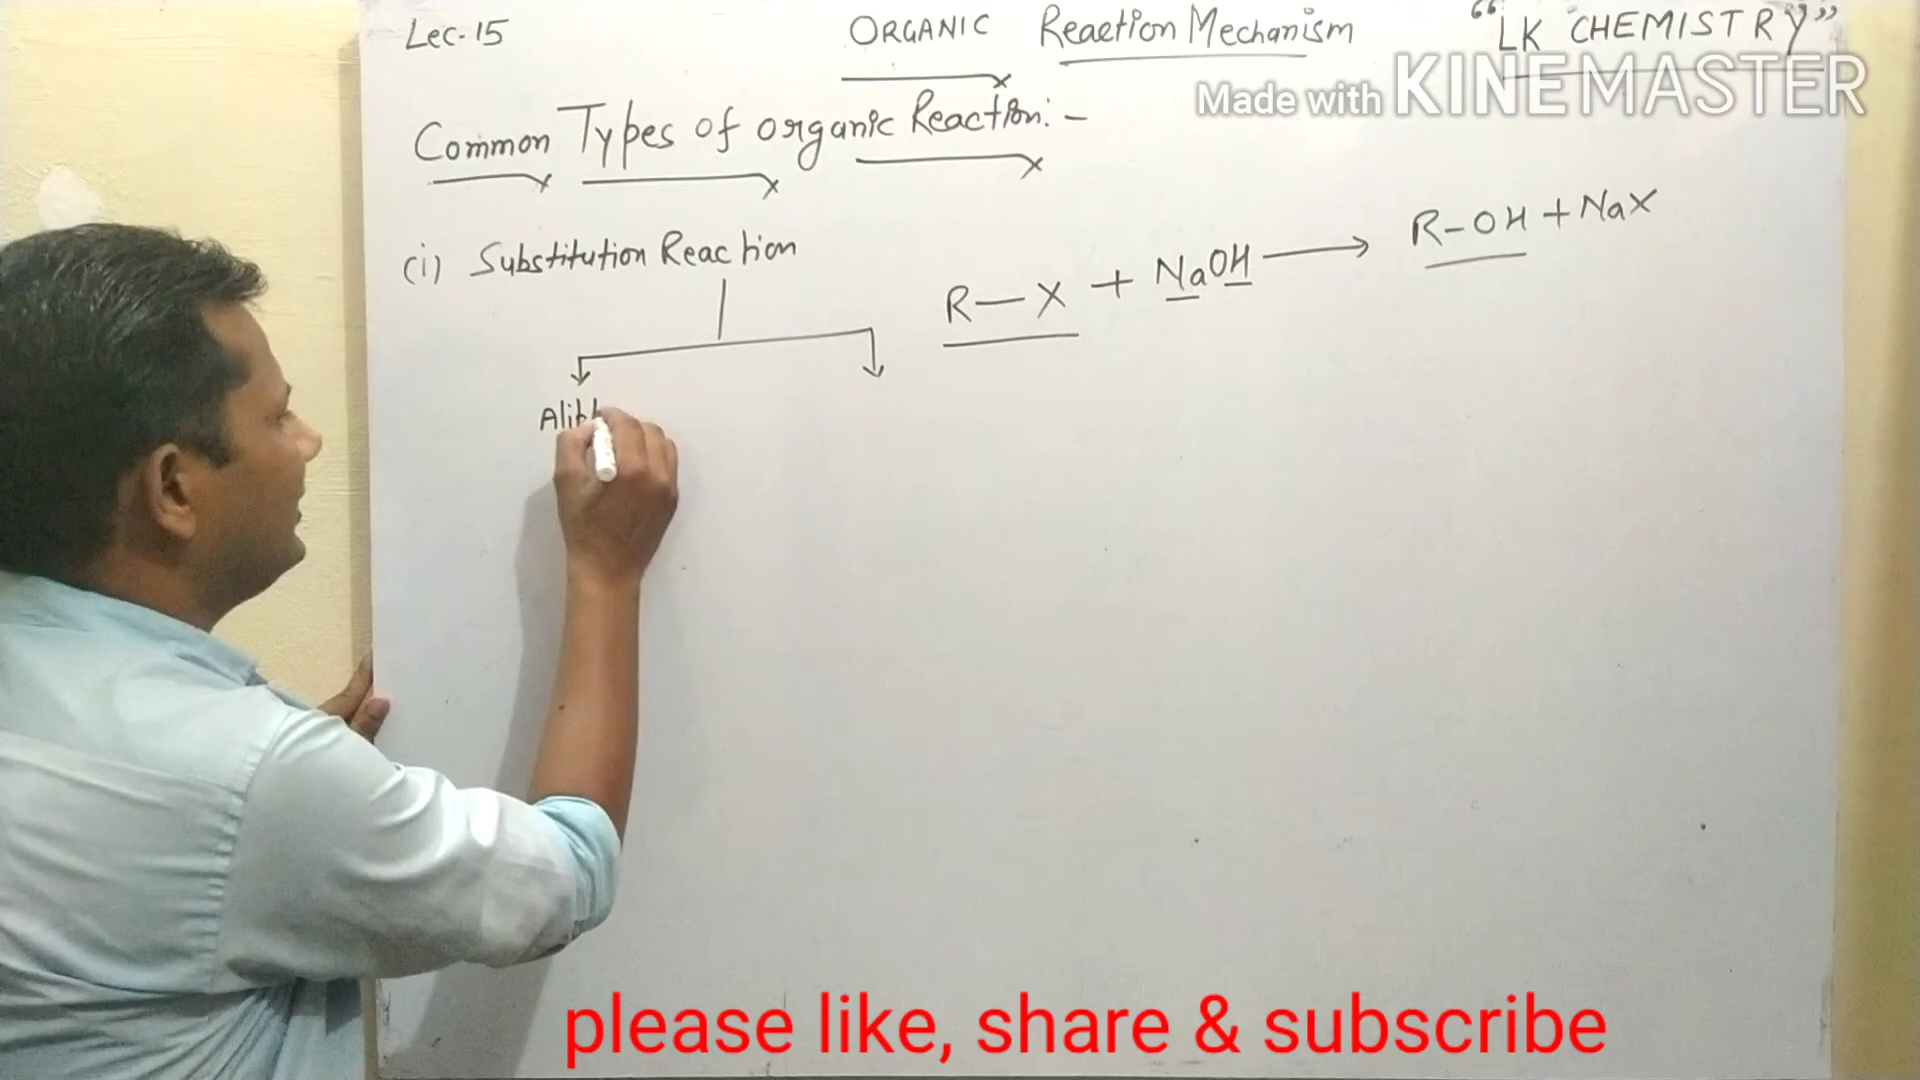 Lec. 15 ORGANIC Reaction Mechanism "LK CHEMISTRY"
Made with KINEMASTER
Common Types of organic Reaction:-
(i) Substitution Reaction
R—X + NaOH ⟶ R-OH + NaX
please like, share & subscribe